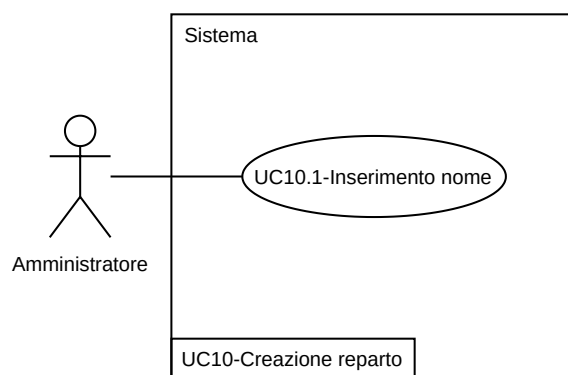 Sistema
UC10.1-Inserimento nome
Amministratore
UC10-Creazione reparto